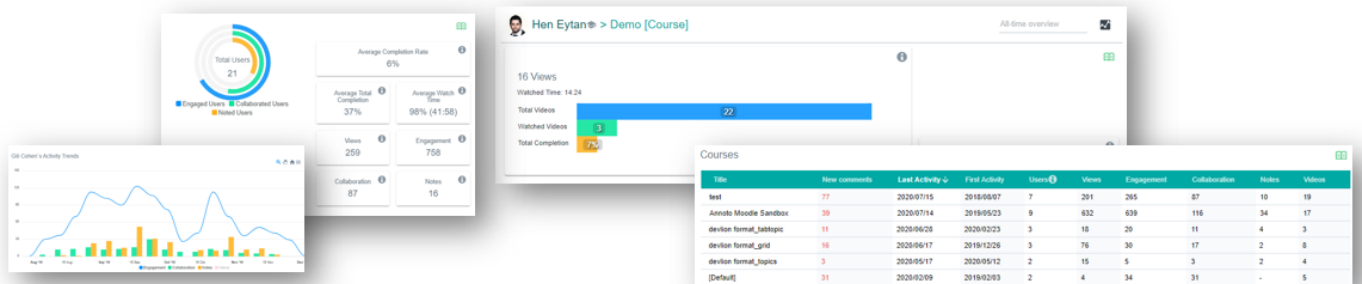 Total Users
21
Engaged Users Collaborated Users
Noted Users
Average Completion Rate
6%
Average Total Completion
37%
Average Watch Time
98% (41:58)
Views
259
Engagement
758
Collaboration
87
Notes
16
Gili Cohen's Activity Trends
Engagement Collaboration Notes
Hen Eytan > Demo [Course]
All-time overview
16 Views
Watched Time: 14:24
Total Videos 22
Watched Videos 3
Total Completion 7%
Courses
Title New comments Last Activity First Activity Users Views Engagement Collaboration Notes Videos
test 77 2020/07/15 2018/08/07 7 201 265 87 10 19
Annoto Moodle Sandbox 39 2020/07/14 2019/05/23 9 632 639 116 34 17
devlion format_tabtopic 11 2020/06/28 2020/02/23 3 18 20 11 4 3
devlion format_grid 16 2020/06/17 2019/12/26 3 76 30 17 2 8
devlion format_topics 3 2020/05/17 2020/05/12 2 15 5 3 2 4
[Default] 31 2020/02/09 2019/02/03 2 4 34 31 - 5